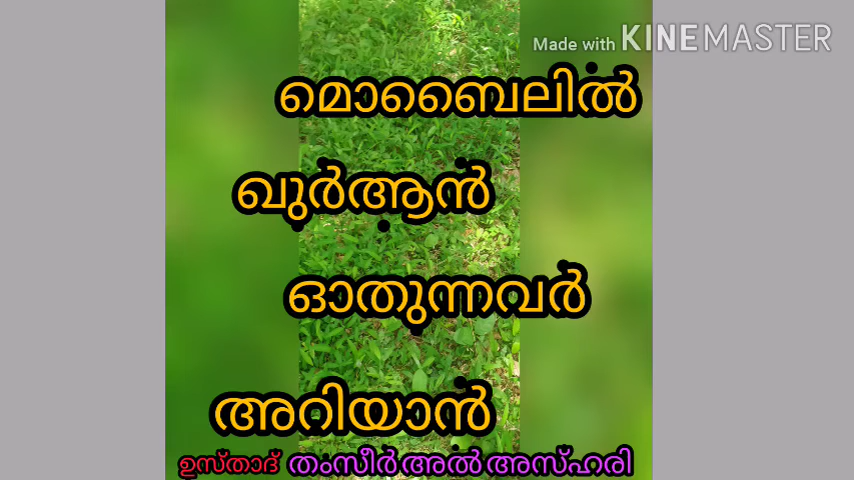 Made with KINEMASTER
മൊബൈലിൽ
ഖുർആൻ
ഓതുന്നവർ
അറിയാൻ
ഉസ്താദ് തംസീർ അൽ അസ്ഹരി